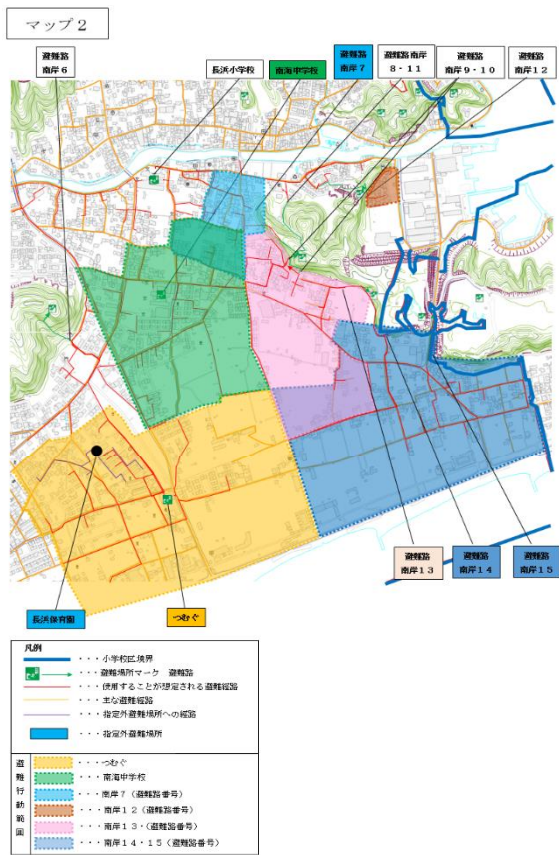 マップ２
避難路
南岸６
長浜小学校
南海中学校
避難路
南岸７
避難路南岸
８・１１
避難路
南岸９・１０
避難路
南岸１２
避難路
南岸１３
避難路
南岸１４
避難路
南岸１５
長浜保育園
つむぐ
凡例
・・・小学校区境界
・・・避難場所マーク　避難路
・・・使用することが想定される避難経路
・・・主な避難経路
・・・指定外避難場所への経路
・・・指定外避難場所
避難行動範囲
・・・つむぐ
・・・南海中学校
・・・南岸７（避難路番号）
・・・南岸１２（避難路番号）
・・・南岸１３・（避難路番号）
・・・南岸１４・１５（避難路番号）